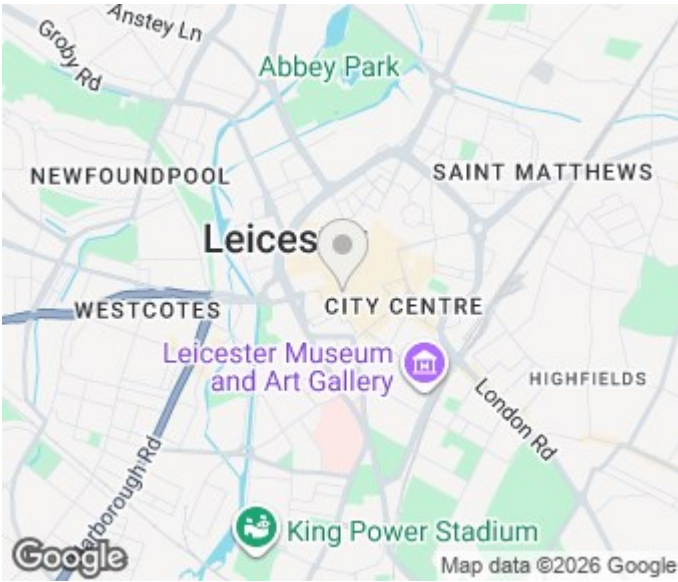 Anstey Ln
Groby Rd
Abbey Park
NEWFOUNDPOOL
SAINT MATTHEWS
Leices
WESTCOTES
CITY CENTRE
Leicester Museum
and Art Gallery
HIGHFIELDS
London Rd
arborough Rd
King Power Stadium
Google
Map data ©2026 Google